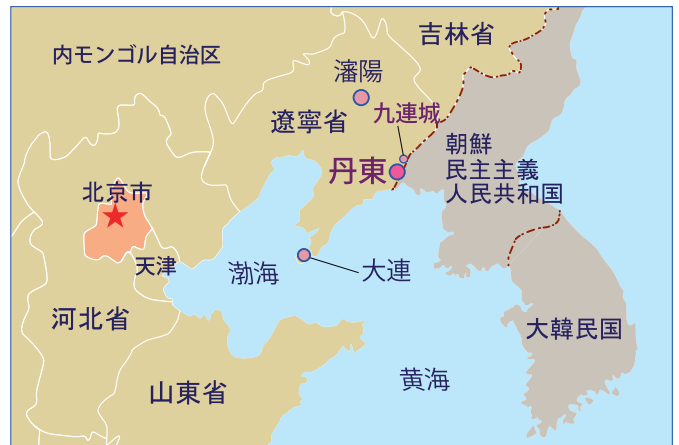 吉林省
内モンゴル自治区
瀋陽
九連城
遼寧省
朝鮮
民主主義
人民共和国
丹東
北京市
天津
渤海
大連
河北省
大韓民国
黄海
山東省